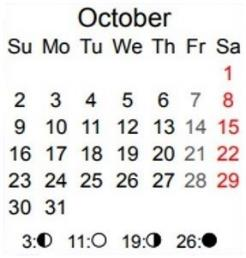 October
Su Mo Tu We Th Fr Sa
1
2 3 4 5 6 7 8
9 10 11 12 13 14 15
16 17 18 19 20 21 22
23 24 25 26 27 28 29
30 31
3:◐ 11:○ 19:◑ 26:●